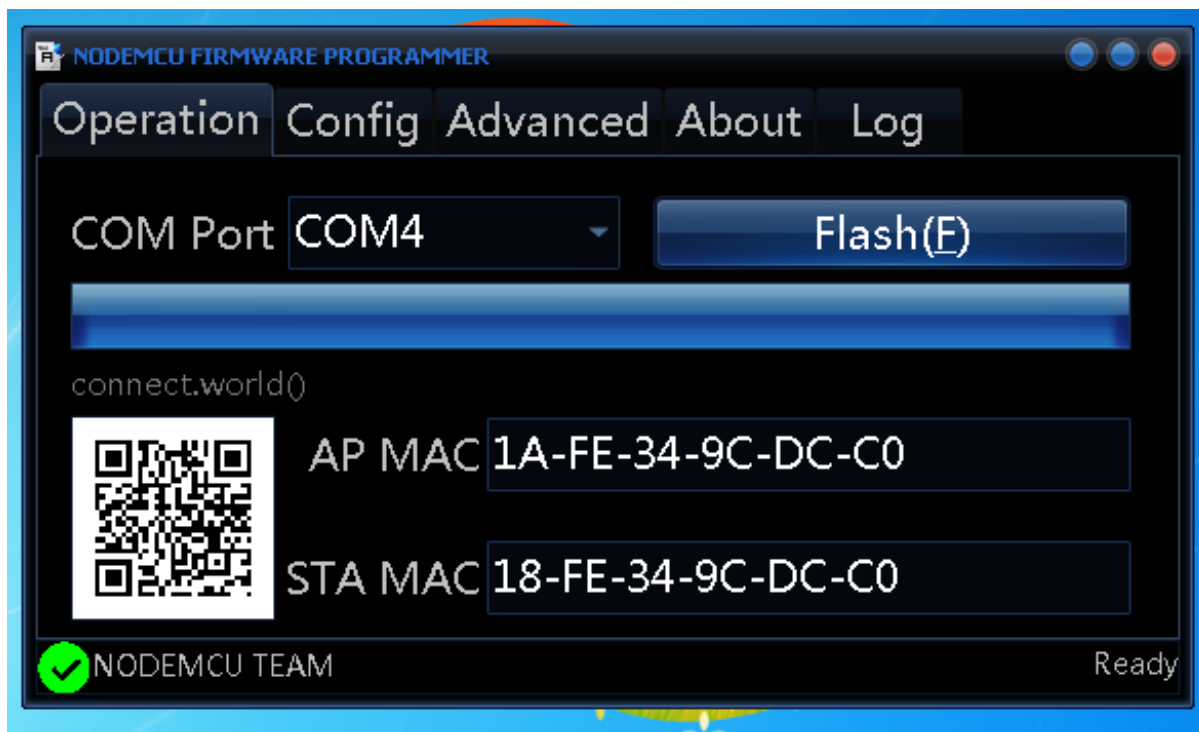 NODEMCU FIRMWARE PROGRAMMER
Operation Config Advanced About Log
COM Port COM4 Flash(F)
connect.world()
AP MAC 1A-FE-34-9C-DC-C0
STA MAC 18-FE-34-9C-DC-C0
NODEMCU TEAM Ready